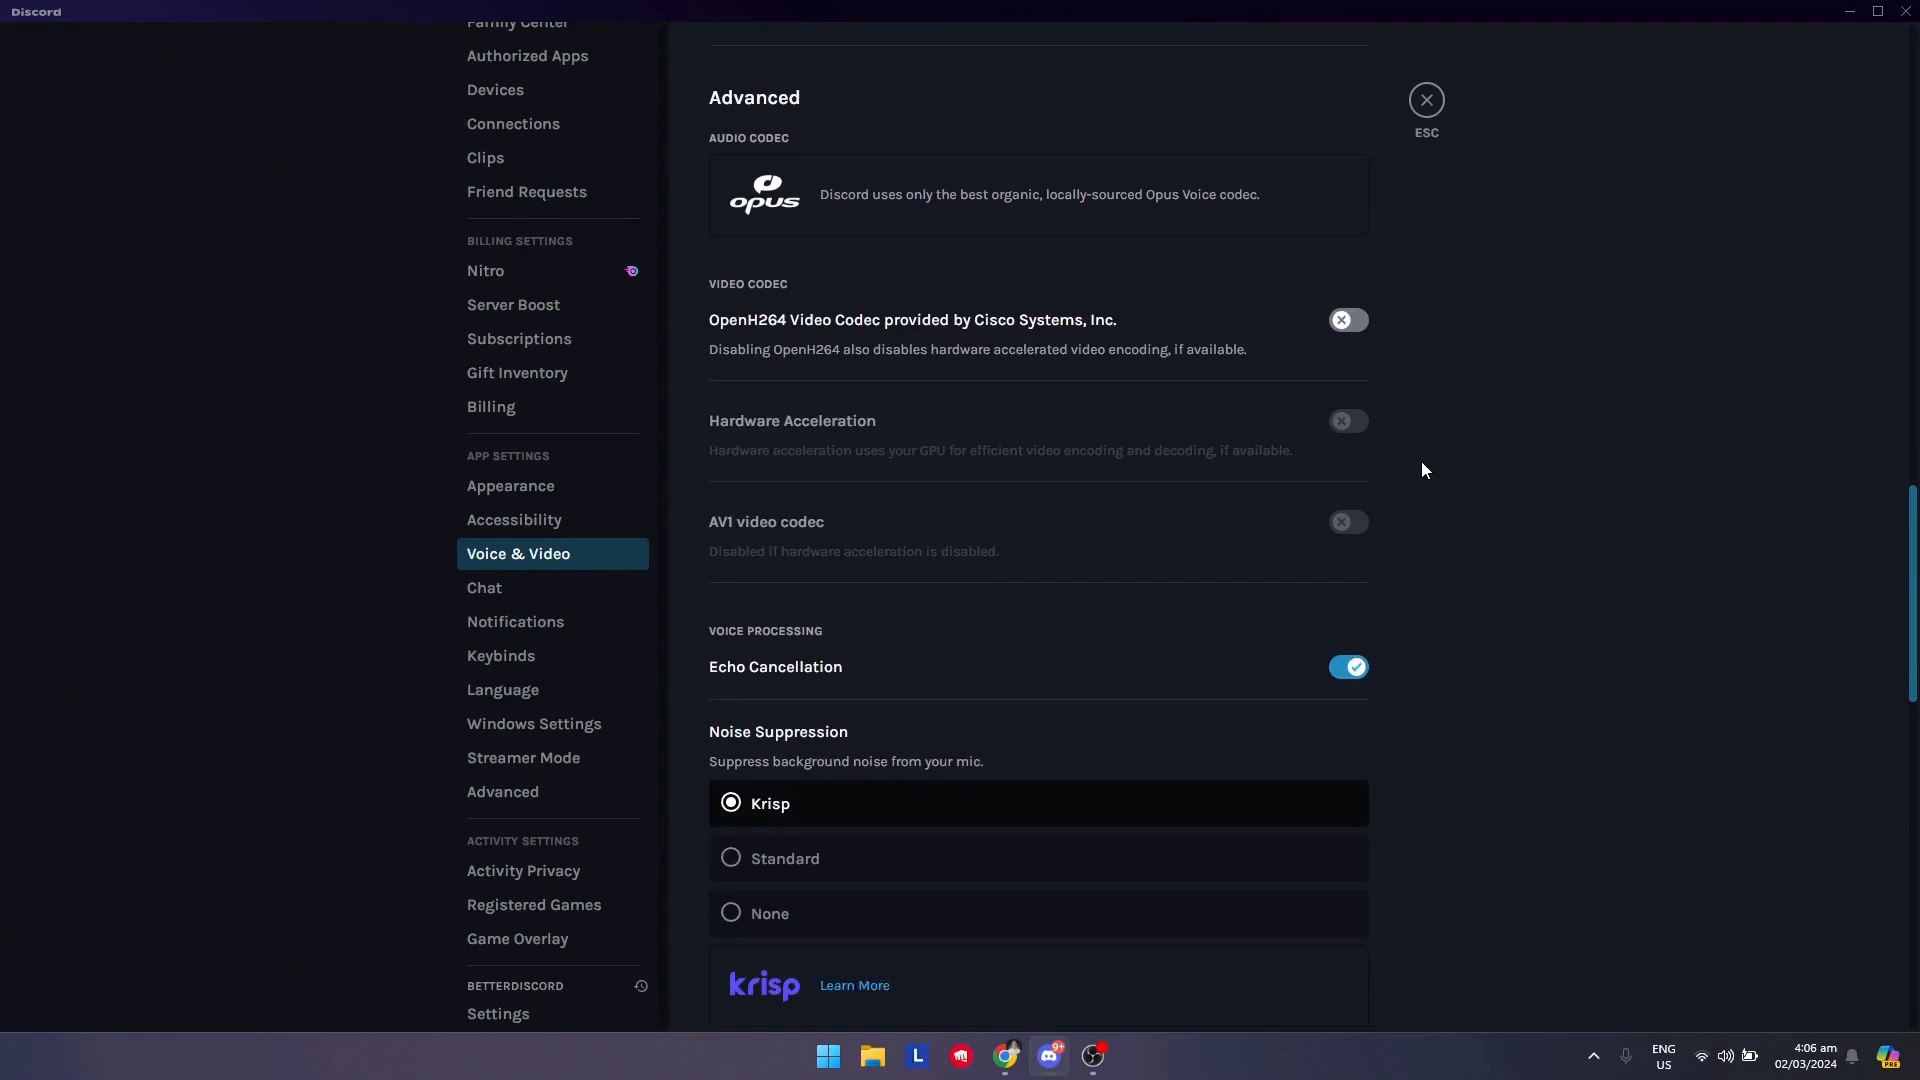 Discord
Family Center
Authorized Apps
Devices
Connections
Clips
Friend Requests
BILLING SETTINGS
Nitro
Server Boost
Subscriptions
Gift Inventory
Billing
APP SETTINGS
Appearance
Accessibility
Voice & Video
Chat
Notifications
Keybinds
Language
Windows Settings
Streamer Mode
Advanced
ACTIVITY SETTINGS
Activity Privacy
Registered Games
Game Overlay
BETTERDISCORD
Settings
Advanced
ESC
AUDIO CODEC
opus
Discord uses only the best organic, locally-sourced Opus Voice codec.
VIDEO CODEC
OpenH264 Video Codec provided by Cisco Systems, Inc.
Disabling OpenH264 also disables hardware accelerated video encoding, if available.
Hardware Acceleration
Hardware acceleration uses your GPU for efficient video encoding and decoding, if available.
AV1 video codec
Disabled if hardware acceleration is disabled.
VOICE PROCESSING
Echo Cancellation
Noise Suppression
Suppress background noise from your mic.
Krisp
Standard
None
krisp
Learn More
L
9+
ENG
US
4:06 am
02/03/2024
PRE